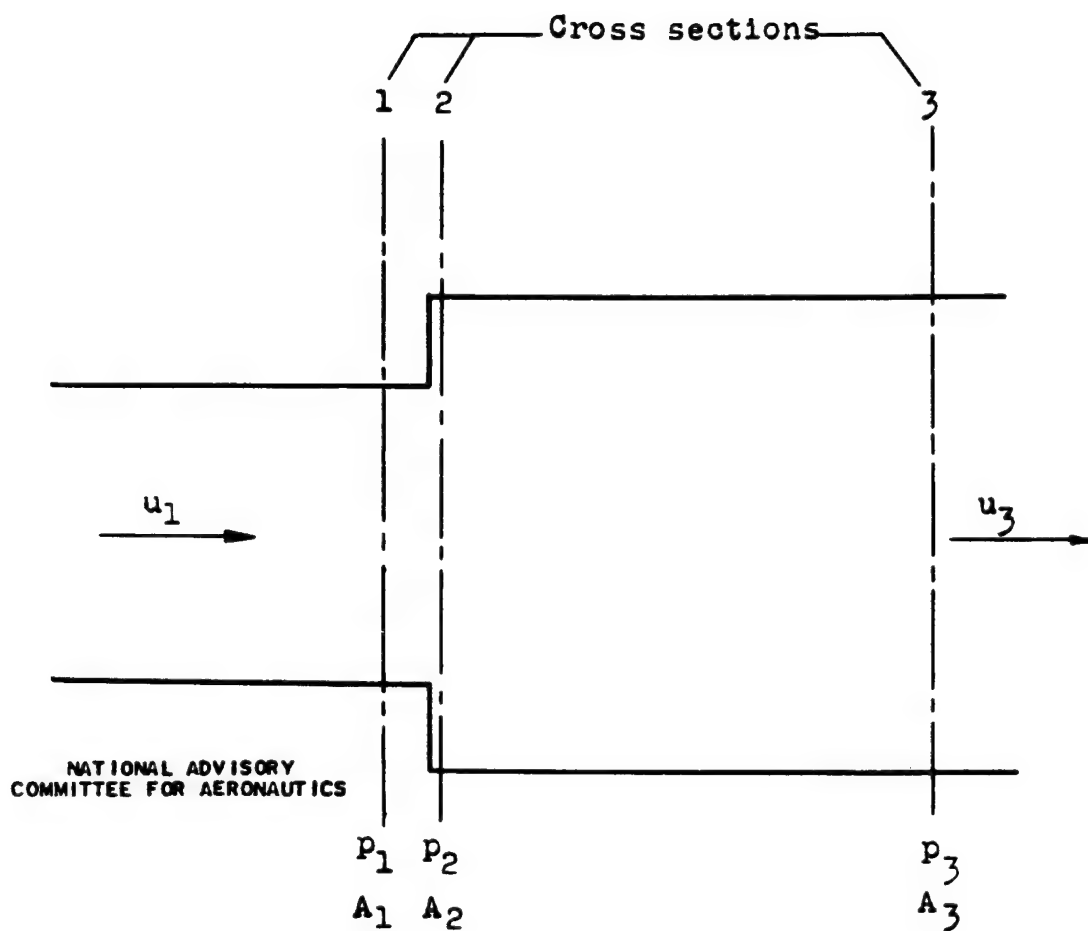 Cross sections
1 2 3
u₁ u₃
NATIONAL ADVISORY
COMMITTEE FOR AERONAUTICS
p₁ p₂ p₃
A₁ A₂ A₃